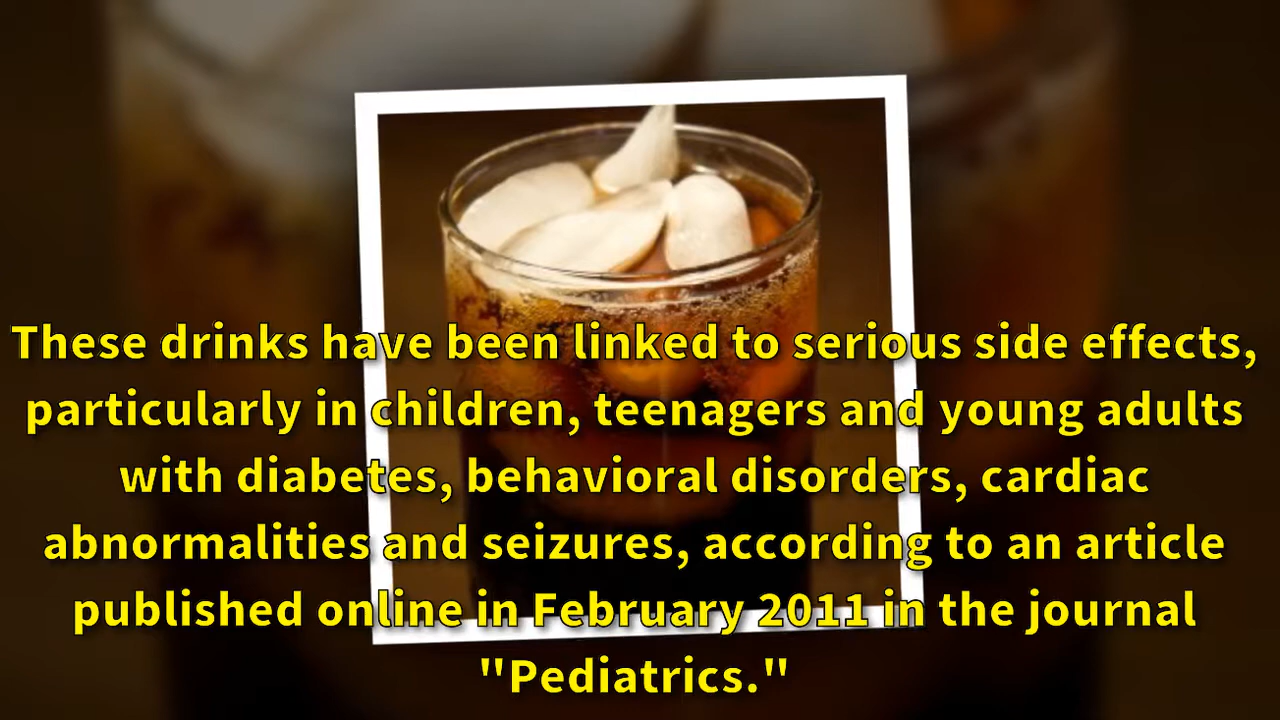 These drinks have been linked to serious side effects,
particularly in children, teenagers and young adults
with diabetes, behavioral disorders, cardiac
abnormalities and seizures, according to an article
published online in February 2011 in the journal
"Pediatrics."